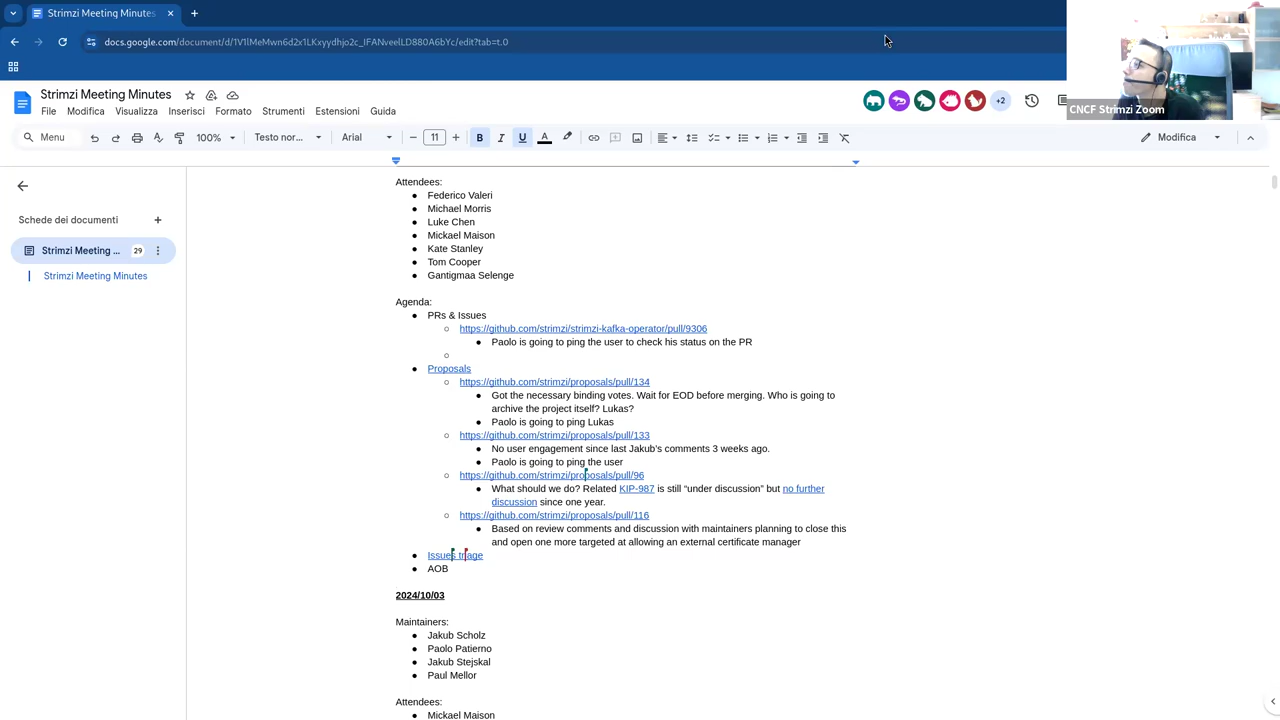 Strimzi Meeting Minutes
docs.google.com/document/d/1V1lMeMwn6d2x1LKxyydhjo2c_IFANveelLD880A6bYc/edit?tab=t.0
Strimzi Meeting Minutes
File Modifica Visualizza Inserisci Formato Strumenti Estensioni Guida
+2
CNCF Strimzi Zoom
Menu 100% Testo nor... Arial 11 B I U A Modifica
Schede dei documenti
Strimzi Meeting ... 29
Strimzi Meeting Minutes
Attendees:
● Federico Valeri
● Michael Morris
● Luke Chen
● Mickael Maison
● Kate Stanley
● Tom Cooper
● Gantigmaa Selenge
Agenda:
● PRs & Issues
○ https://github.com/strimzi/strimzi-kafka-operator/pull/9306
● Paolo is going to ping the user to check his status on the PR
○
● Proposals
○ https://github.com/strimzi/proposals/pull/134
● Got the necessary binding votes. Wait for EOD before merging. Who is going to
archive the project itself? Lukas?
● Paolo is going to ping Lukas
○ https://github.com/strimzi/proposals/pull/133
● No user engagement since last Jakub's comments 3 weeks ago.
● Paolo is going to ping the user
○ https://github.com/strimzi/proposals/pull/96
● What should we do? Related KIP-987 is still “under discussion” but no further
discussion since one year.
○ https://github.com/strimzi/proposals/pull/116
● Based on review comments and discussion with maintainers planning to close this
and open one more targeted at allowing an external certificate manager
● Issues triage
● AOB
2024/10/03
Maintainers:
● Jakub Scholz
● Paolo Patierno
● Jakub Stejskal
● Paul Mellor
Attendees:
● Mickael Maison